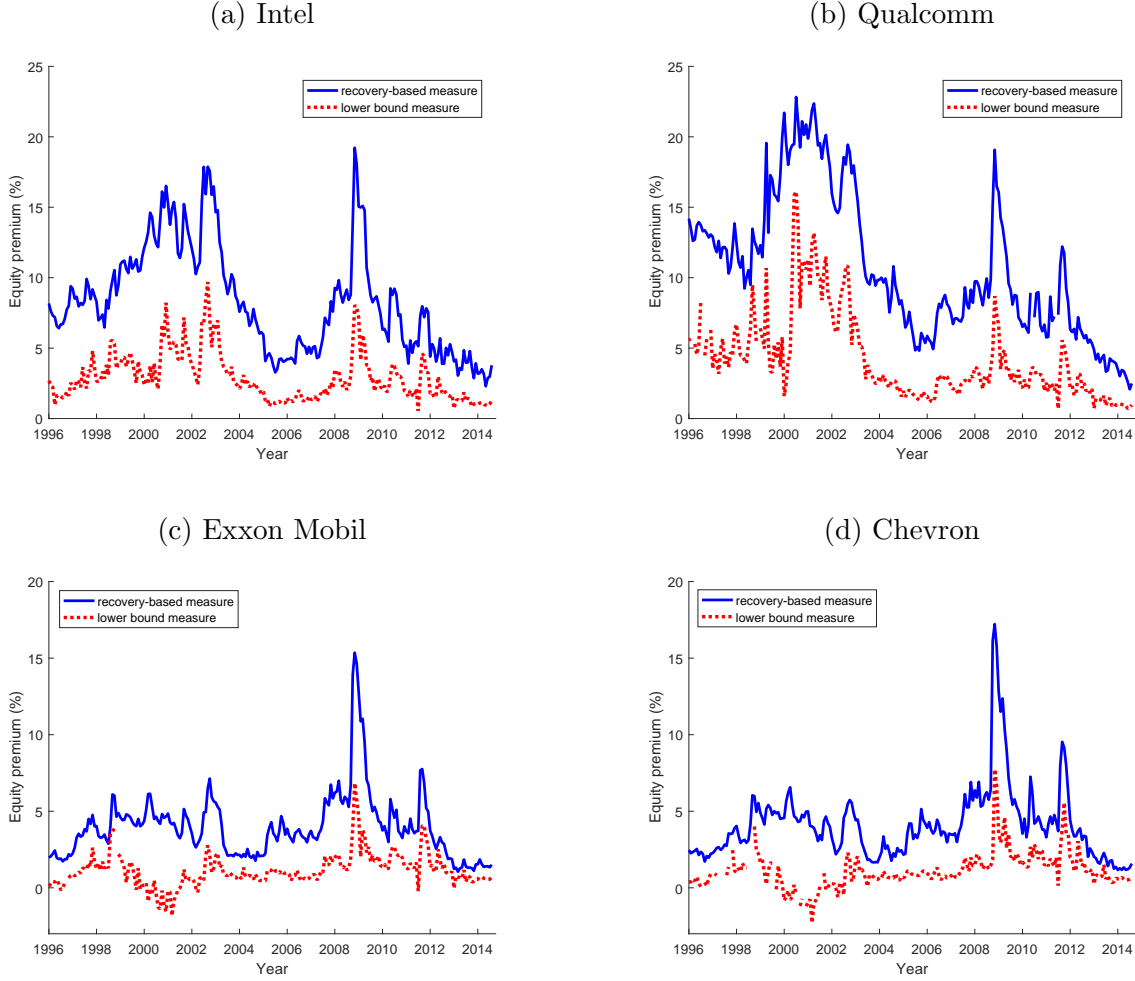 (a) Intel
Equity premium (%)
25
20
15
10
5
0
recovery-based measure
lower bound measure
1996 1998 2000 2002 2004 2006 2008 2010 2012 2014
Year
(b) Qualcomm
Equity premium (%)
25
20
15
10
5
0
recovery-based measure
lower bound measure
1996 1998 2000 2002 2004 2006 2008 2010 2012 2014
Year
(c) Exxon Mobil
Equity premium (%)
20
15
10
5
0
recovery-based measure
lower bound measure
1996 1998 2000 2002 2004 2006 2008 2010 2012 2014
Year
(d) Chevron
Equity premium (%)
20
15
10
5
0
recovery-based measure
lower bound measure
1996 1998 2000 2002 2004 2006 2008 2010 2012 2014
Year